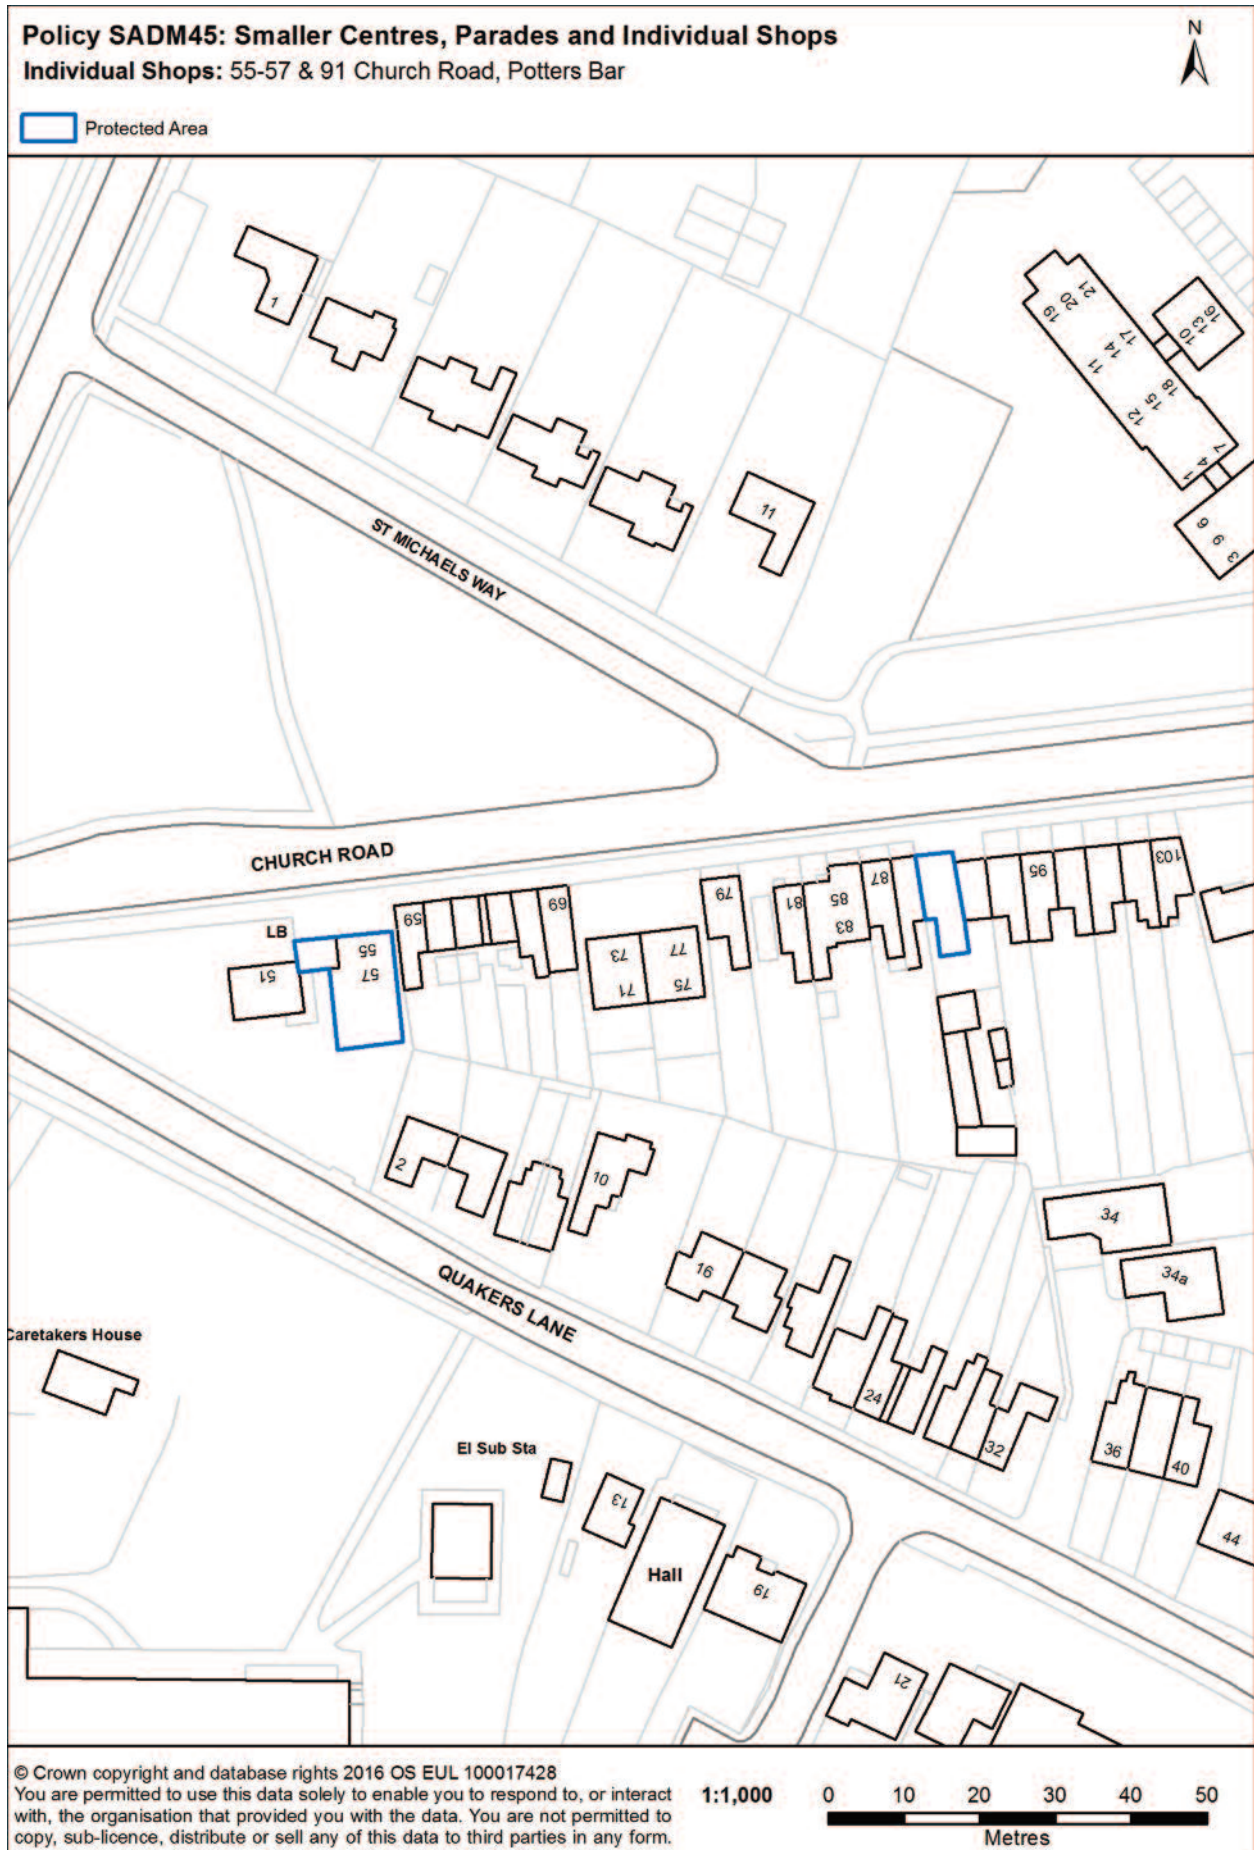 Policy SADM45: Smaller Centres, Parades and Individual Shops
Individual Shops: 55-57 & 91 Church Road, Potters Bar
N
Protected Area
1
21
20
19
16
13
10
17
14
11
18
15
12
7
4
1
11
6
9
3
ST MICHAELS WAY
CHURCH ROAD
LB
51
55
57
59
69
73
77
71
75
79
81
85
83
87
95
103
2
10
16
24
32
34
34a
36
40
44
QUAKERS LANE
Caretakers House
El Sub Sta
13
Hall
19
21
© Crown copyright and database rights 2016 OS EUL 100017428
You are permitted to use this data solely to enable you to respond to, or interact
with, the organisation that provided you with the data. You are not permitted to
copy, sub-licence, distribute or sell any of this data to third parties in any form.
1:1,000
0 10 20 30 40 50
Metres